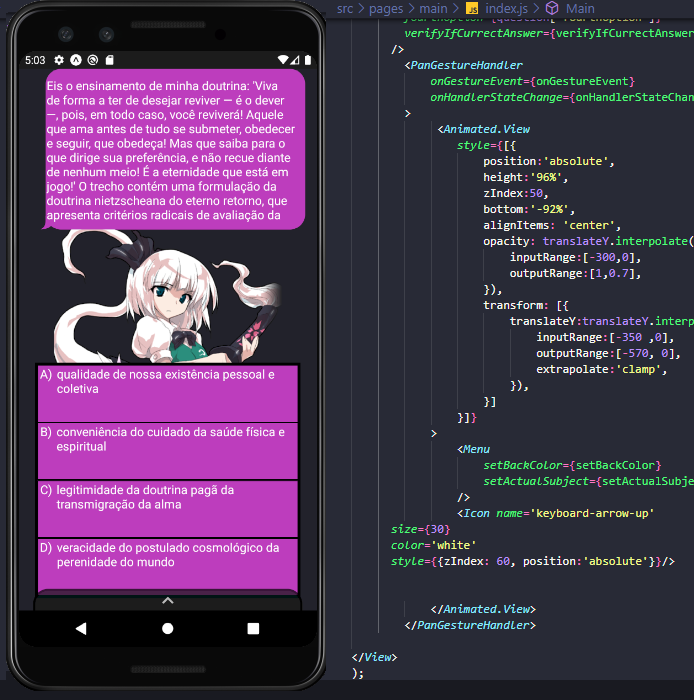 src > pages > main > JS index.js > Main
5:03
Eis o ensinamento de minha doutrina: 'Viva
de forma a ter de desejar reviver — é o dever
—, pois, em todo caso, você reviverá! Aquele
que ama antes de tudo se submeter, obedecer
e seguir, que obedeça! Mas que saiba para o
que dirige sua preferência, e não recue diante
de nenhum meio! É a eternidade que está em
jogo!' O trecho contém uma formulação da
doutrina nietzscheana do eterno retorno, que
apresenta critérios radicais de avaliação da
A) qualidade de nossa existência pessoal e
coletiva
B) conveniência do cuidado da saúde física e
espiritual
C) legitimidade da doutrina pagã da
transmigração da alma
D) veracidade do postulado cosmológico da
perenidade do mundo
verifyIfCurrectAnswer={verifyIfCurrectAnswer
/>
<PanGestureHandler
onGestureEvent={onGestureEvent}
onHandlerStateChange={onHandlerStateChan
>
<Animated.View
style={[{
position:'absolute',
height:'96%',
zIndex:50,
bottom:'-92%',
alignItems: 'center',
opacity: translateY.interpolate(
inputRange:[-300,0],
outputRange:[1,0.7],
}),
transform: [{
translateY:translateY.interp
inputRange:[-350 ,0],
outputRange:[-570, 0],
extrapolate:'clamp',
}),
}]
}]}
>
<Menu
setBackColor={setBackColor}
setActualSubject={setActualSubje
/>
<Icon name='keyboard-arrow-up'
size={30}
color='white'
style={{zIndex: 60, position:'absolute'}}/>
</Animated.View>
</PanGestureHandler>
</View>
);